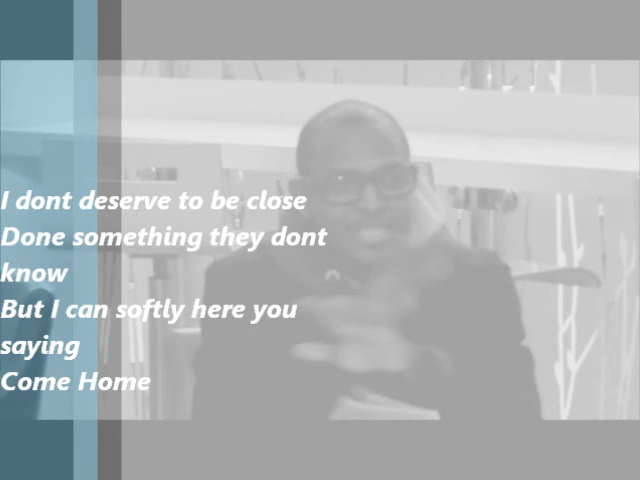 I dont deserve to be close
Done something they dont
know
But I can softly here you
saying
Come Home